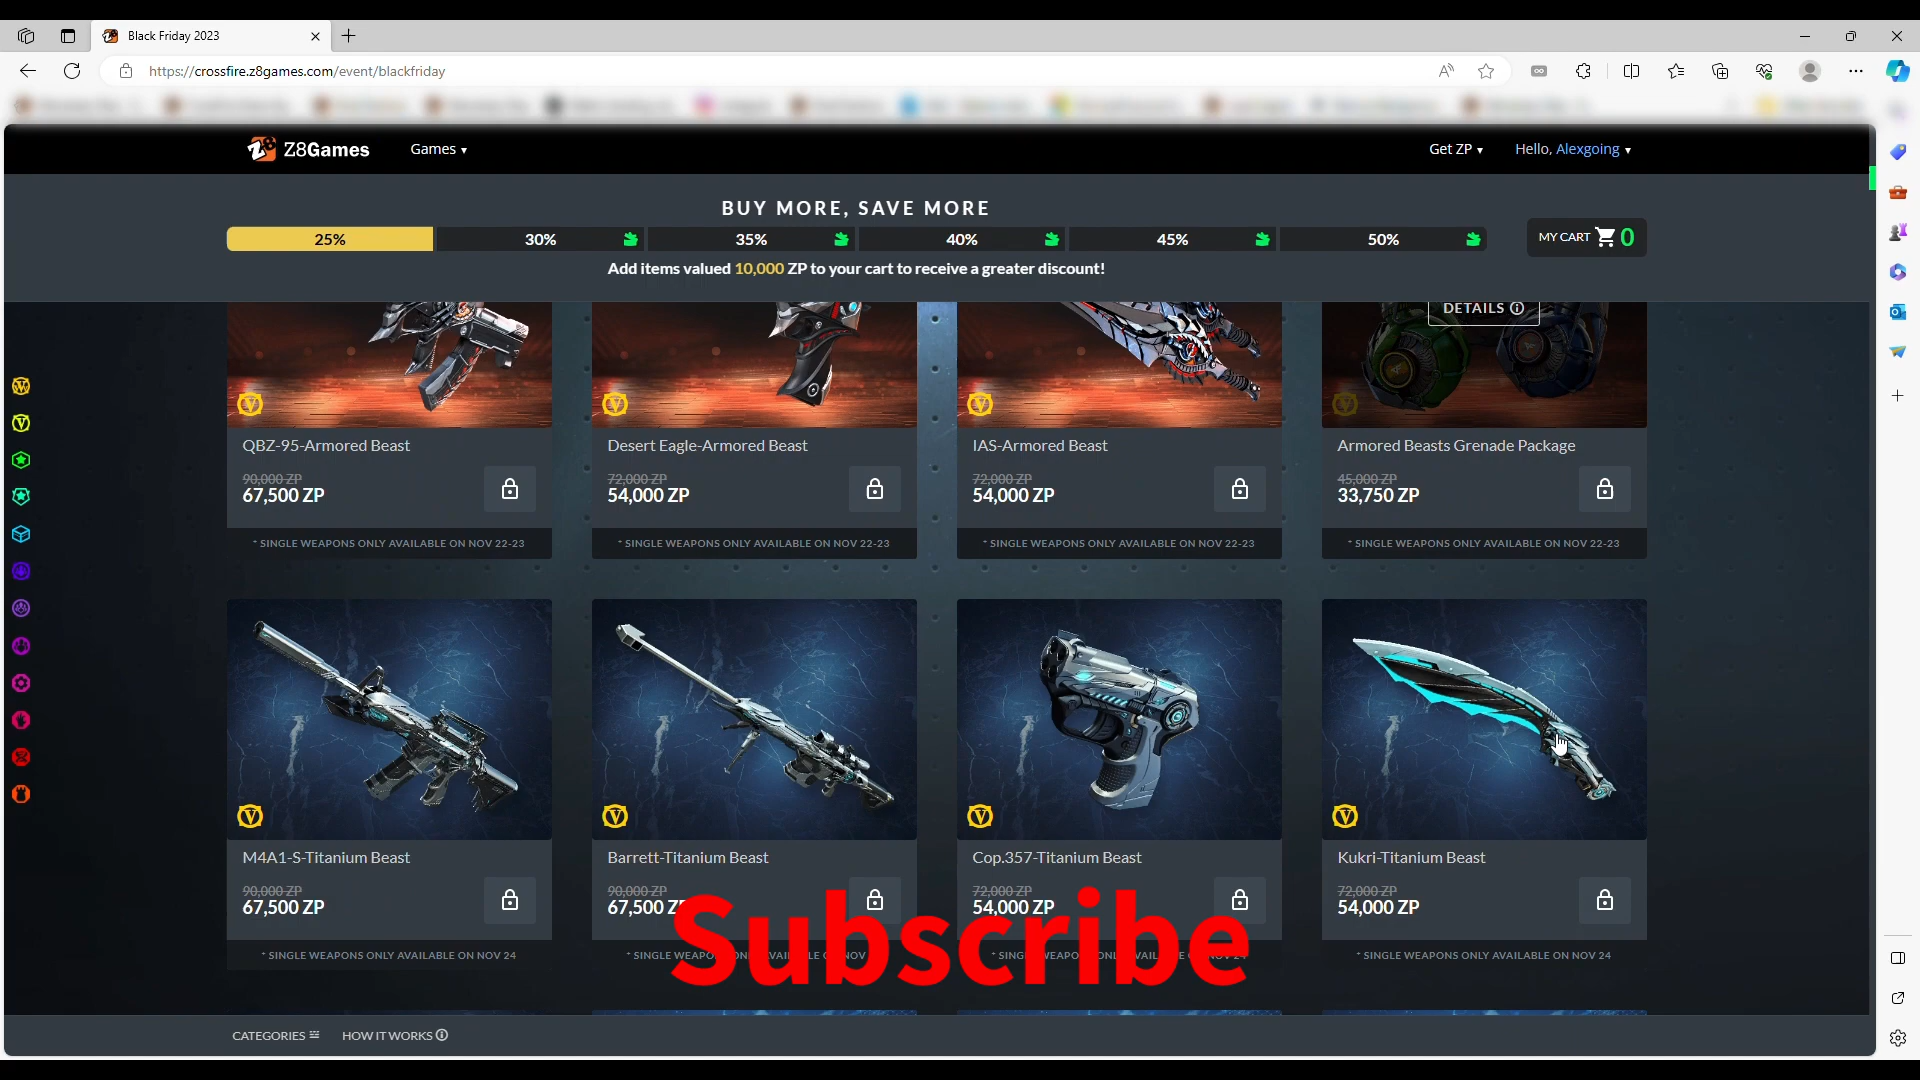 Black Friday 2023
https://crossfire.z8games.com/event/blackfriday
Z8Games
Games
Get ZP
Hello, Alexgoing
BUY MORE, SAVE MORE
25%
30%
35%
40%
45%
50%
MY CART 0
Add items valued 10,000 ZP to your cart to receive a greater discount!
DETAILS
QBZ-95-Armored Beast
90,000 ZP
67,500 ZP
* SINGLE WEAPONS ONLY AVAILABLE ON NOV 22-23
Desert Eagle-Armored Beast
72,000 ZP
54,000 ZP
* SINGLE WEAPONS ONLY AVAILABLE ON NOV 22-23
IAS-Armored Beast
72,000 ZP
54,000 ZP
* SINGLE WEAPONS ONLY AVAILABLE ON NOV 22-23
Armored Beasts Grenade Package
45,000 ZP
33,750 ZP
* SINGLE WEAPONS ONLY AVAILABLE ON NOV 22-23
M4A1-S-Titanium Beast
90,000 ZP
67,500 ZP
* SINGLE WEAPONS ONLY AVAILABLE ON NOV 24
Barrett-Titanium Beast
90,000 ZP
67,500 ZP
* SINGLE
Cop.357-Titanium Beast
72,000 ZP
54,000 ZP
Kukri-Titanium Beast
72,000 ZP
54,000 ZP
* SINGLE WEAPONS ONLY AVAILABLE ON NOV 24
Subscribe
CATEGORIES
HOW IT WORKS